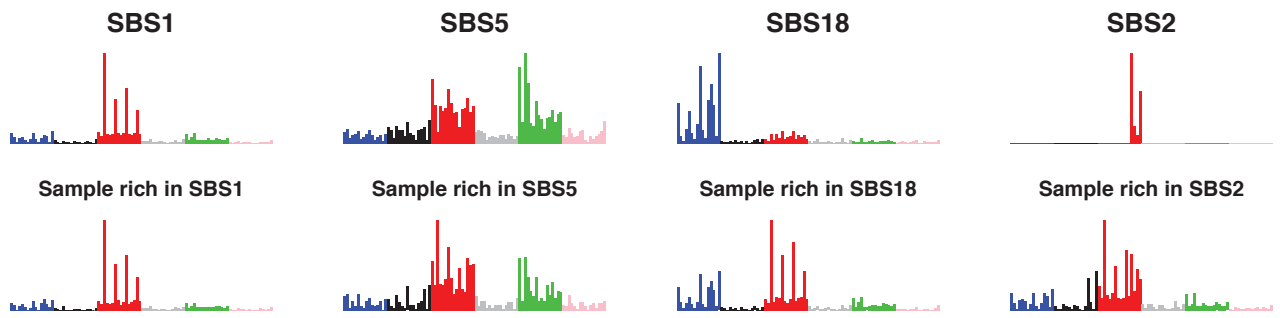 SBS1 SBS5 SBS18 SBS2
Sample rich in SBS1 Sample rich in SBS5 Sample rich in SBS18 Sample rich in SBS2